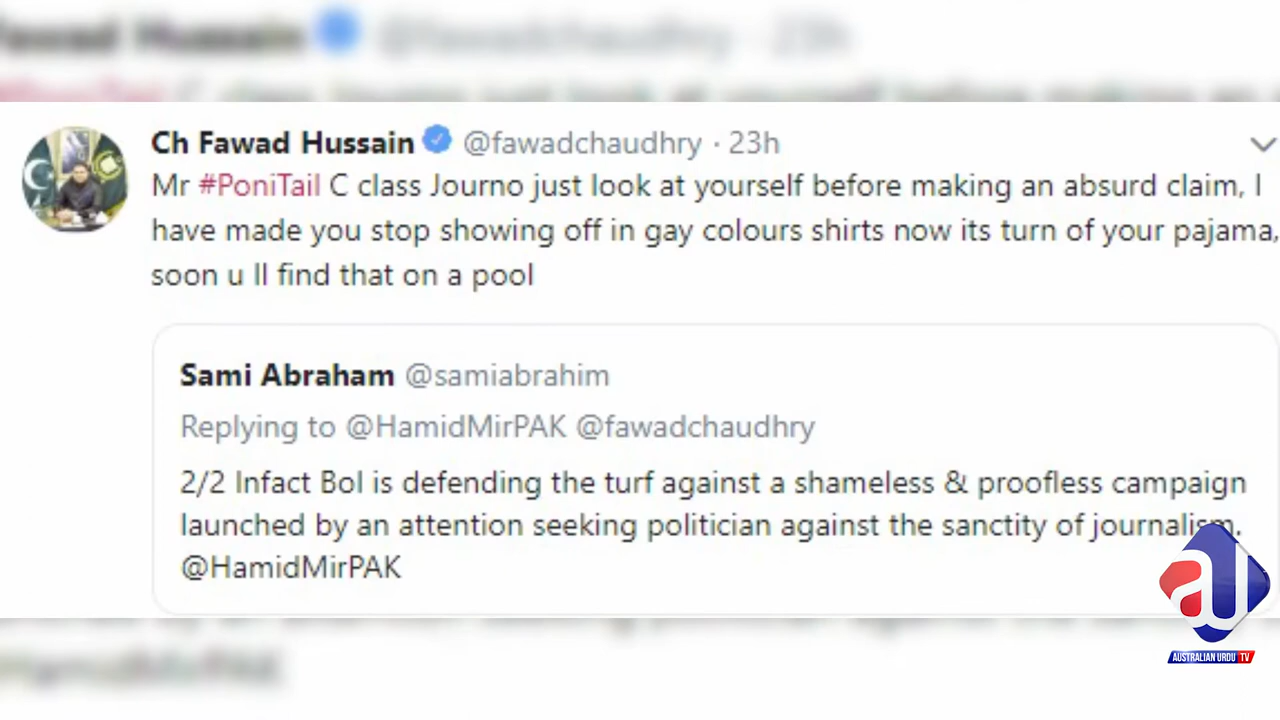 Ch Fawad Hussain @fawadchaudhry · 23h
Mr #PoniTail C class Journo just look at yourself before making an absurd claim, I
have made you stop showing off in gay colours shirts now its turn of your pajama,
soon u ll find that on a pool
Sami Abraham @samiabrahim
Replying to @HamidMirPAK @fawadchaudhry
2/2 Infact Bol is defending the turf against a shameless & proofless campaign
launched by an attention seeking politician against the sanctity of journalism.
@HamidMirPAK
au
AUSTRALIAN URDU TV